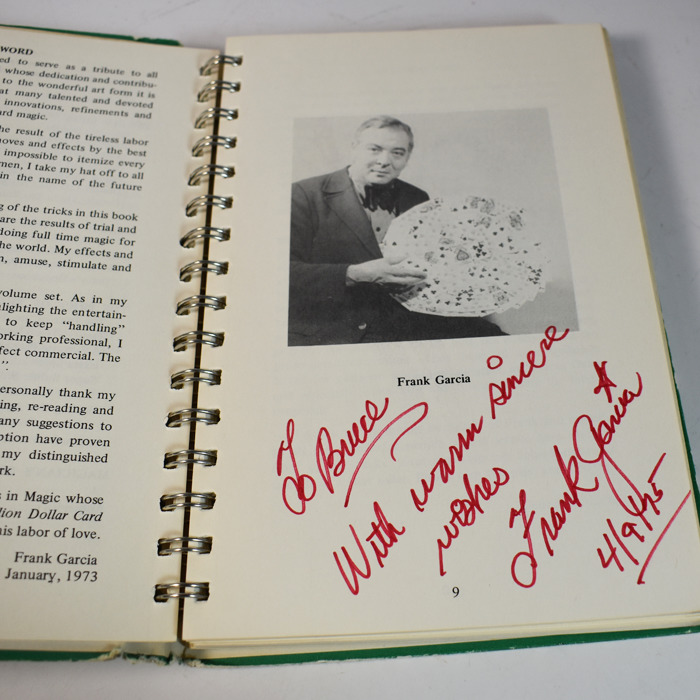 WORD
ed to serve as a tribute to all
whose dedication and contribu-
to the wonderful art form it is
at many talented and devoted
innovations, refinements and
ard magic.
he result of the tireless labor
moves and effects by the best
impossible to itemize every
men, I take my hat off to all
in the name of the future
g of the tricks in this book
are the results of trial and
doing full time magic for
he world. My effects and
n, amuse, stimulate and
volume set. As in my
hlighting the entertain-
to keep “handling”
orking professional, I
fect commercial. The
”.
ersonally thank my
ing, re-reading and
any suggestions to
ption have proven
my distinguished
rk.
s in Magic whose
lion Dollar Card
his labor of love.
Frank Garcia
January, 1973
Frank Garcia
To Bruce
With warm sincere
wishes
Frank Garcia
4/9/75
9